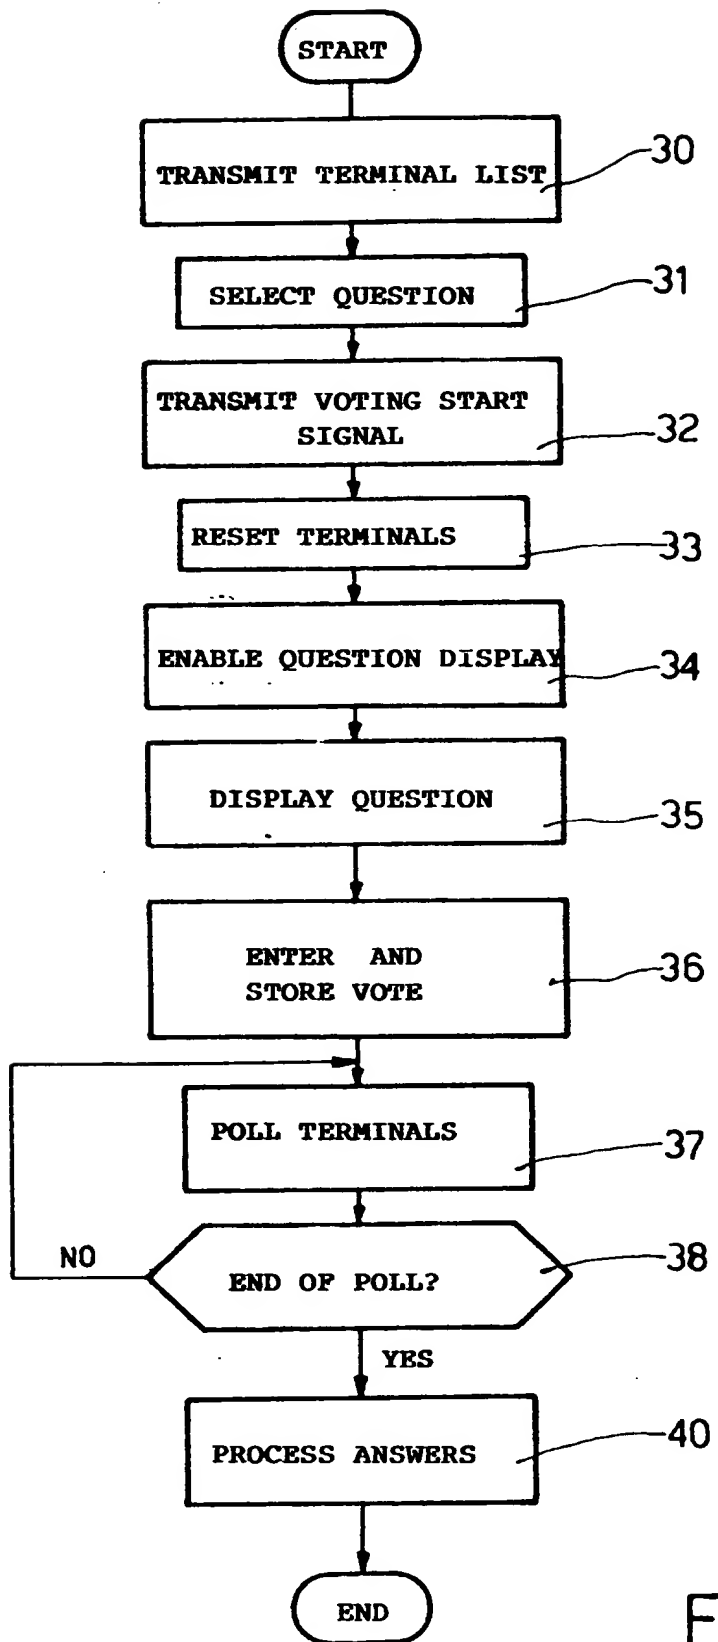 START
TRANSMIT TERMINAL LIST
30
SELECT QUESTION
31
TRANSMIT VOTING START
SIGNAL
32
RESET TERMINALS
33
ENABLE QUESTION DISPLAY
34
DISPLAY QUESTION
35
ENTER AND
STORE VOTE
36
POLL TERMINALS
37
NO
END OF POLL?
38
YES
PROCESS ANSWERS
40
END